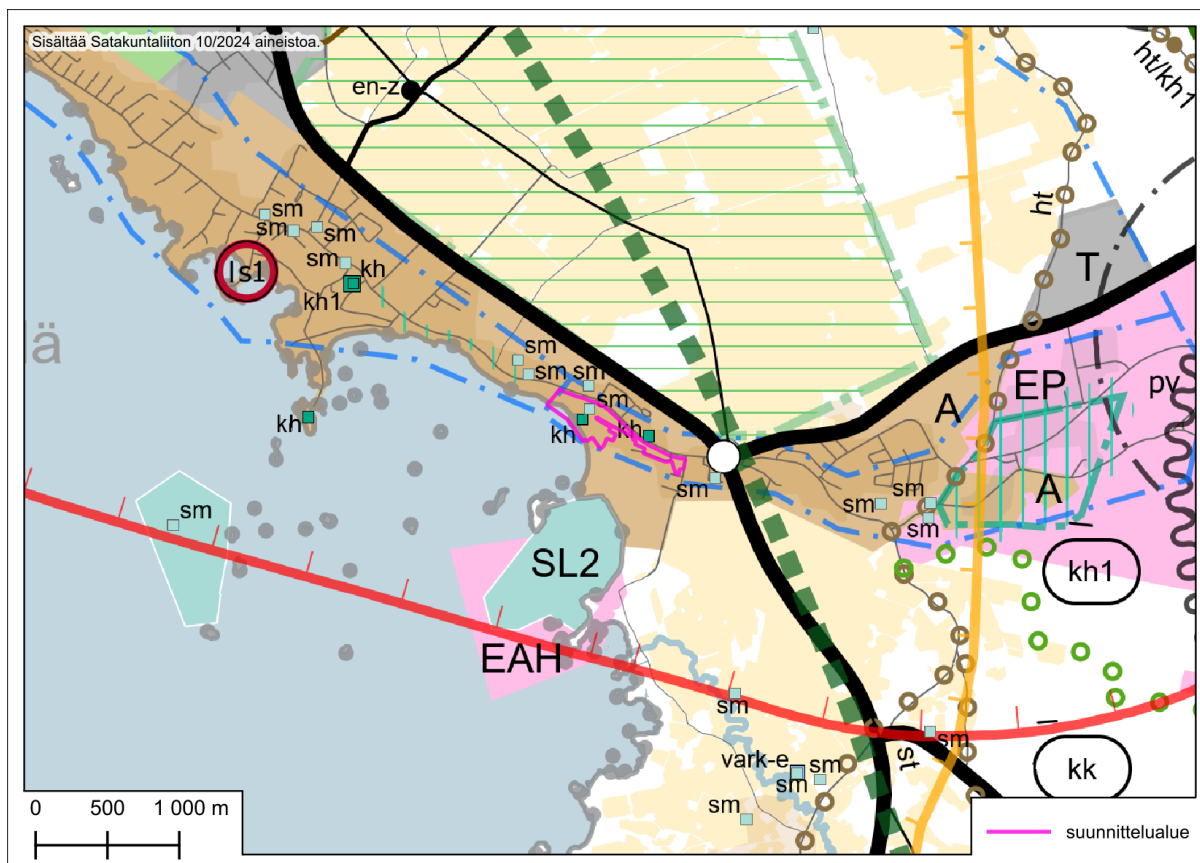 Sisältää Satakuntaliiton 10/2024 aineistoa.
en-z
ht/kh1
ht
sm
sm
sm
sm
kh
kh1
ls1
T
lä
sm
sm
sm
sm
kh
kh
kh
A
EP
pv
sm
sm
sm
sm
A
sm
SL2
kh1
EAH
sm
sm
st
vark-e
sm
sm
sm
kk
0 500 1 000 m
suunnittelualue